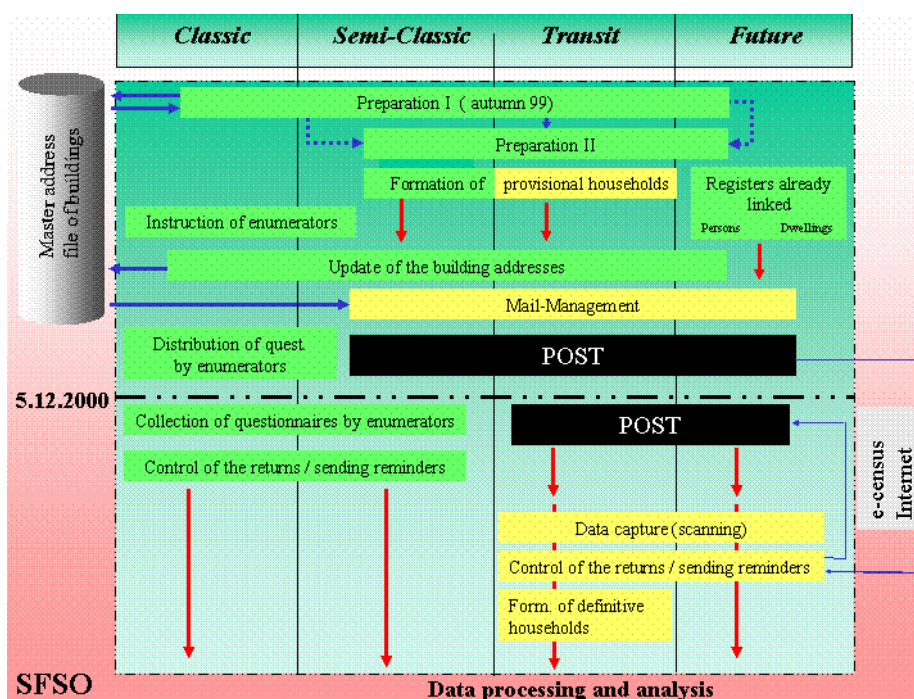 Classic Semi-Classic Transit Future
Master address
file of buildings
Preparation I ( autumn 99)
Preparation II
Formation of provisional households
Registers already
linked
Persons Dwellings
Instruction of enumerators
Update of the building addresses
Mail-Management
Distribution of quest.
by enumerators
POST
5.12.2000
Collection of questionnaires by enumerators
POST
Control of the returns / sending reminders
e-census
Internet
Data capture (scanning)
Control of the returns / sending reminders
Form. of definitive
households
SFSO
Data processing and analysis